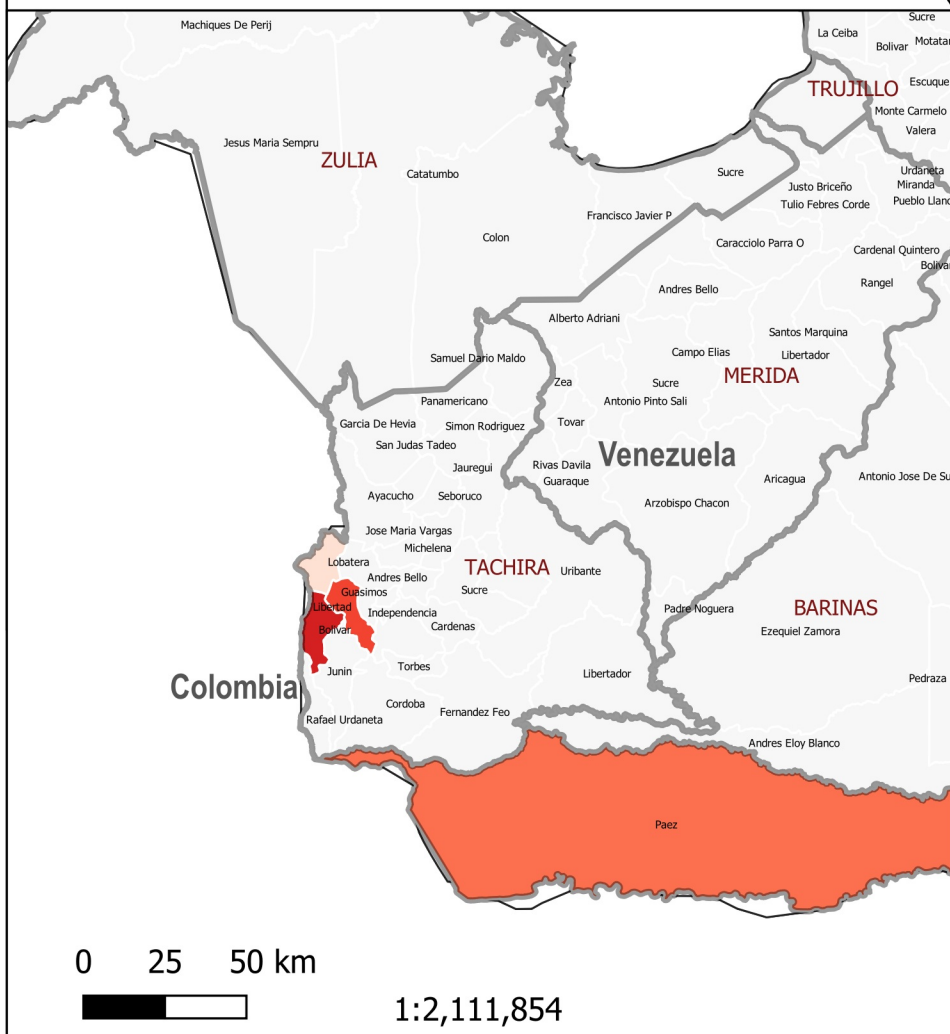 Machiques De Perij
Sucre
La Ceiba
Bolivar
Motatan
TRUJILLO
Escuque
Monte Carmelo
Valera
Jesus Maria Sempru
ZULIA
Catatumbo
Sucre
Urdaneta
Miranda
Justo Briceño
Pueblo Llano
Tulio Febres Corde
Francisco Javier P
Colon
Caracciolo Parra O
Cardenal Quintero
Bolivar
Rangel
Andres Bello
Alberto Adriani
Santos Marquina
Campo Elias
Libertador
Samuel Dario Maldo
MERIDA
Zea
Sucre
Antonio Pinto Sali
Panamericano
Garcia De Hevia
Simon Rodriguez
Tovar
San Judas Tadeo
Venezuela
Jauregui
Rivas Davila
Guaraque
Aricagua
Antonio Jose De Su
Ayacucho
Seboruco
Arzobispo Chacon
Jose Maria Vargas
Michelena
Lobatera
TACHIRA
Uribante
Andres Bello
Guasimos
Sucre
Libertad
Independencia
Padre Noguera
BARINAS
Bolivar
Cardenas
Ezequiel Zamora
Junin
Torbes
Libertador
Pedraza
Colombia
Cordoba
Fernandez Feo
Rafael Urdaneta
Andres Eloy Blanco
Paez
0 25 50 km
1:2,111,854